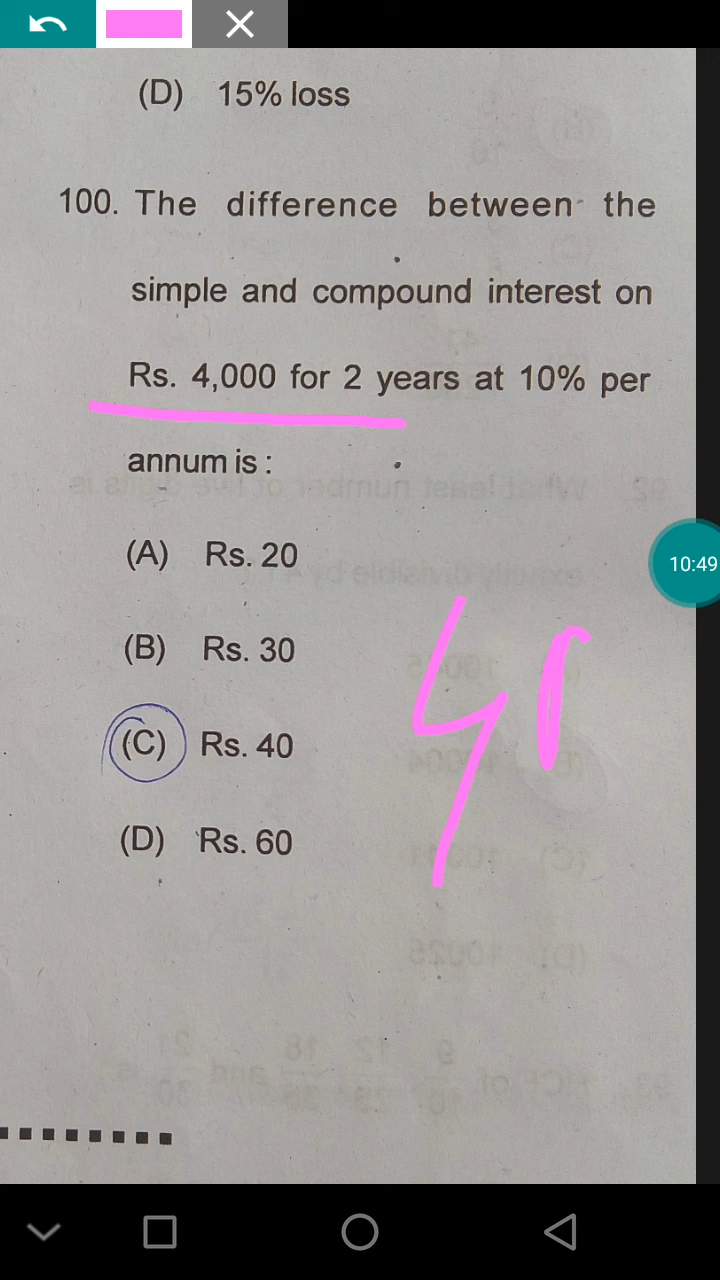 (D) 15% loss
100. The difference between the
simple and compound interest on
Rs. 4,000 for 2 years at 10% per
annum is :
(A) Rs. 20
(B) Rs. 30
(C) Rs. 40
(D) Rs. 60
10:49